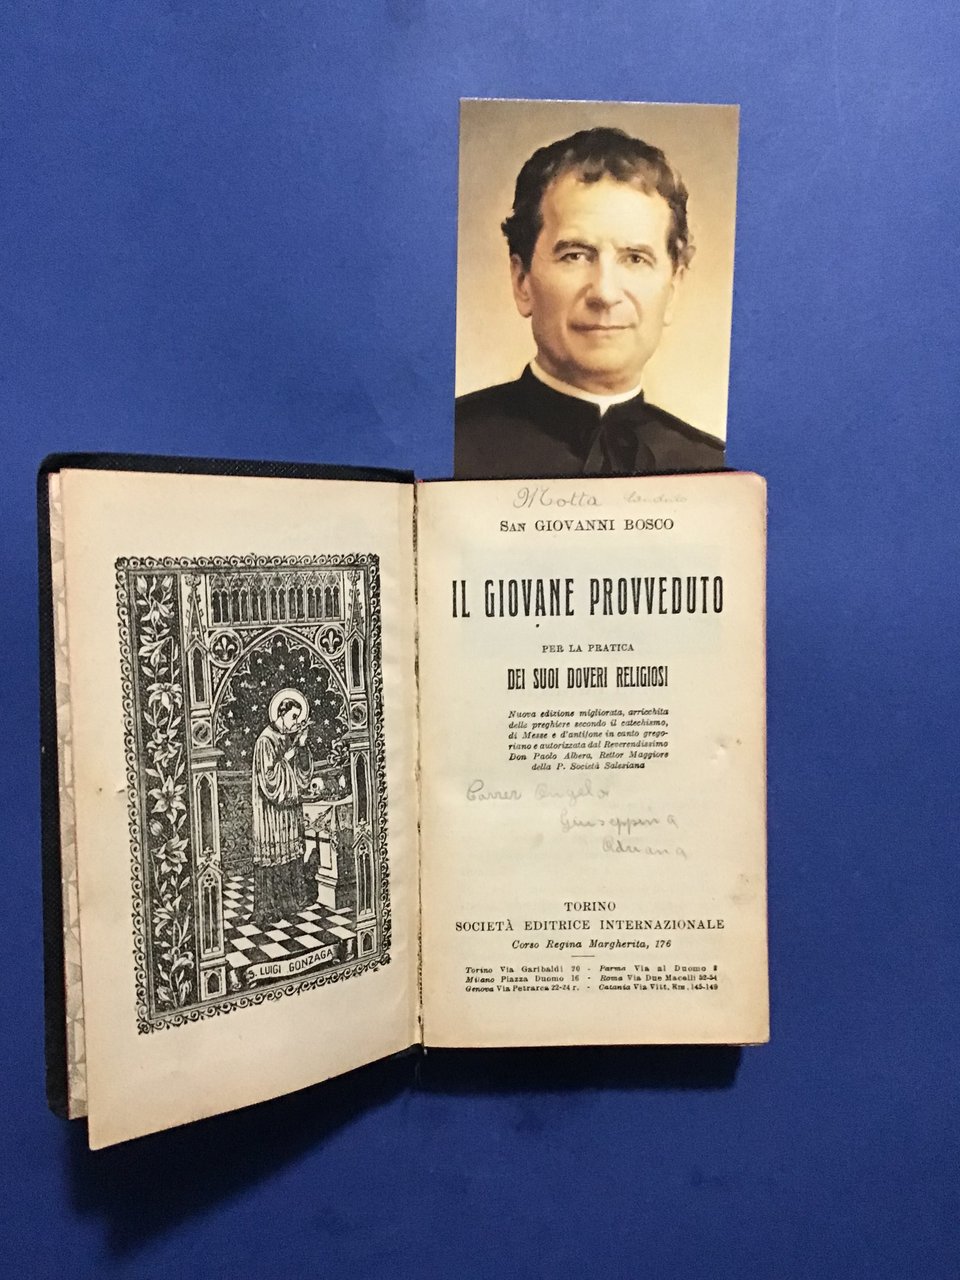 S. LUIGI GONZAGA
Motta
SAN GIOVANNI BOSCO
IL GIOVANE PROVVEDUTO
PER LA PRATICA
DEI SUOI DOVERI RELIGIOSI
Nuova edizione migliorata, arricchita
delle preghiere secondo il catechismo,
di Messe e d'antifone in canto grego-
riano e autorizzata dal Reverendissimo
Don Paolo Albera, Rettor Maggiore
della P. Società Salesiana
Carrer Angelo
Giuseppina
Adriana
TORINO
SOCIETÀ EDITRICE INTERNAZIONALE
Corso Regina Margherita, 176
Torino Via Garibaldi 20 - Parma Via al Duomo 8
Milano Piazza Duomo 16 - Roma Via Due Macelli 52-54
Genova Via Petrarca 22-24 r. - Catania Via Vitt. Em. 145-149